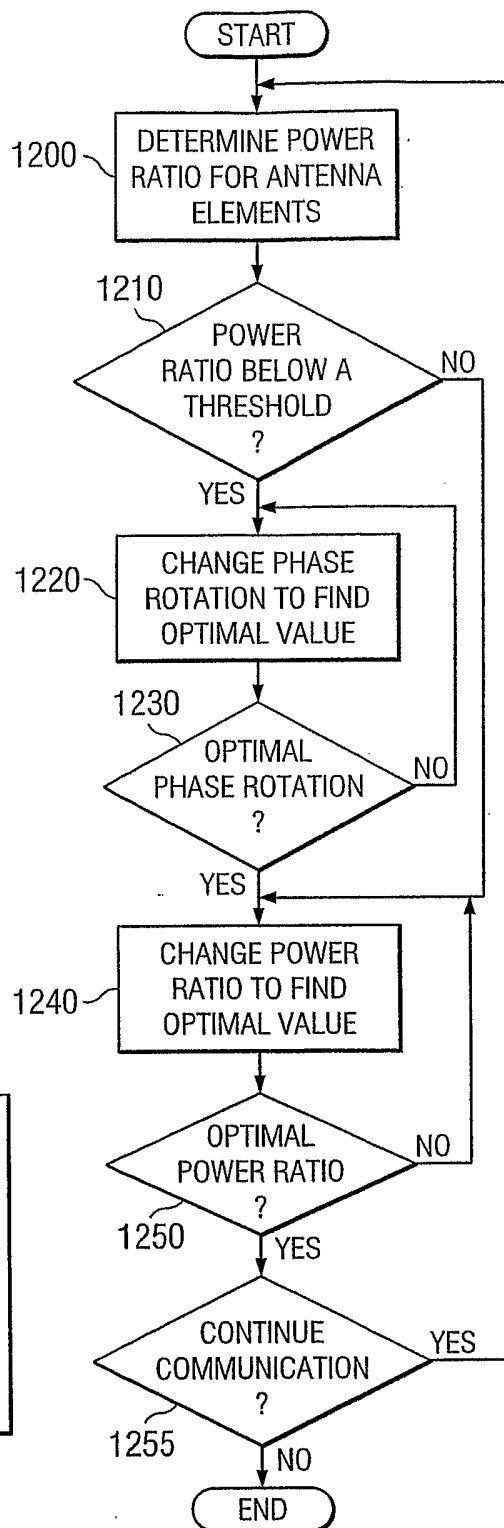 START
1200
DETERMINE POWER
RATIO FOR ANTENNA
ELEMENTS
1210
POWER
RATIO BELOW A
THRESHOLD
?
NO
YES
1220
CHANGE PHASE
ROTATION TO FIND
OPTIMAL VALUE
1230
OPTIMAL
PHASE ROTATION
?
NO
YES
1240
CHANGE POWER
RATIO TO FIND
OPTIMAL VALUE
OPTIMAL
POWER RATIO
?
NO
1250
YES
CONTINUE
COMMUNICATION
?
YES
1255
NO
END